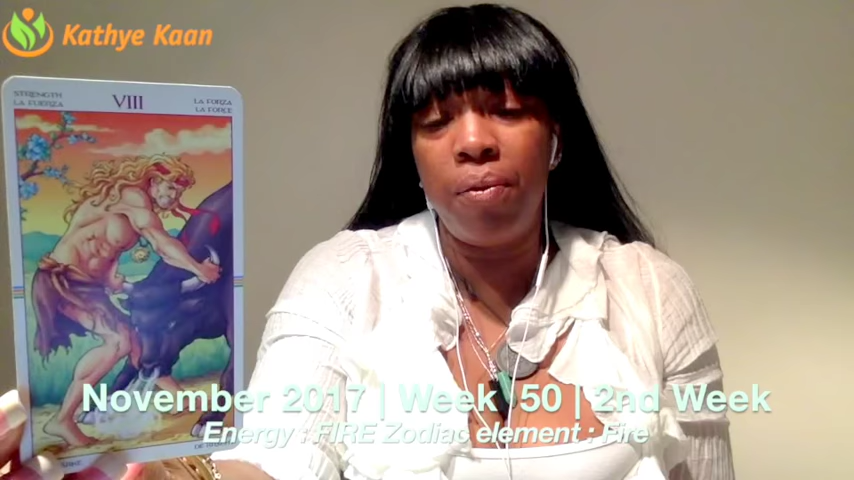 Kathye Kaan
STRENGTH
LA FUERZA
VIII
LA FORZA
LA FORCE
November 2017 | Week 50 | 2nd Week
Energy : FIRE Zodiac element : Fire